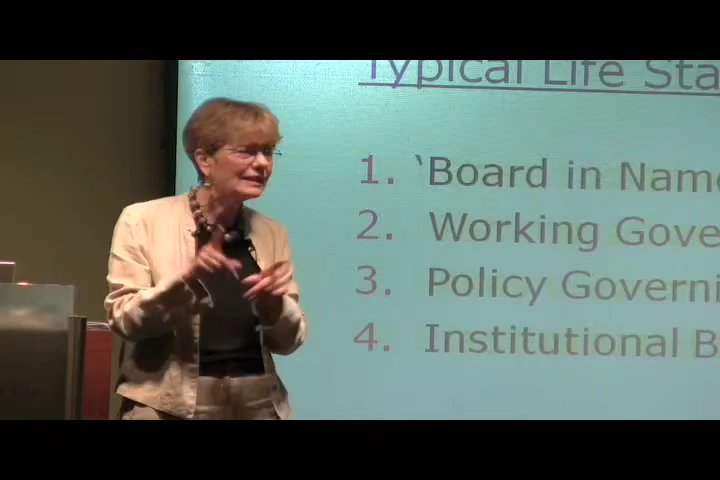 Typical Life Sta
1. 'Board in Name
2. Working Gove
3. Policy Governi
4. Institutional B